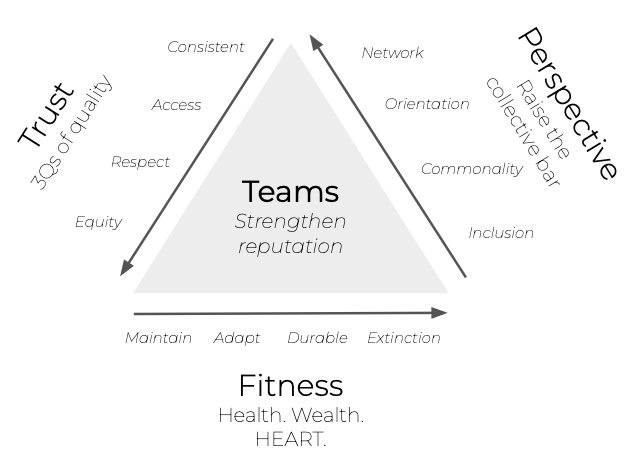 Trust
3Qs of quality
Consistent
Access
Respect
Equity
Network
Orientation
Commonality
Inclusion
Perspective
Raise the
collective bar
Teams
Strengthen
reputation
Maintain Adapt Durable Extinction
Fitness
Health. Wealth.
HEART.